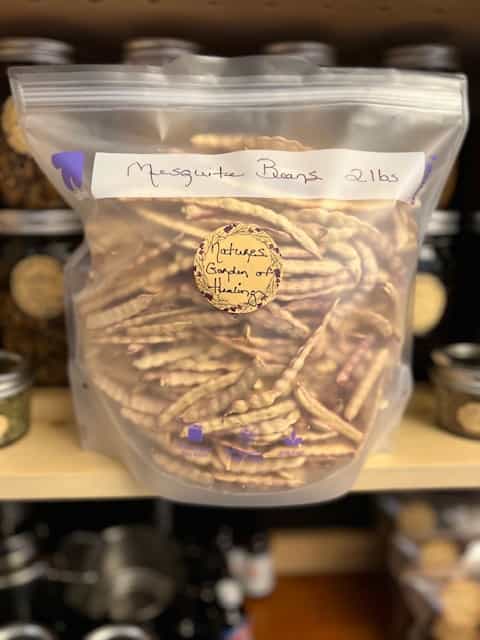 Mesquite Beans 2lbs
Natures
Garden of
Healing